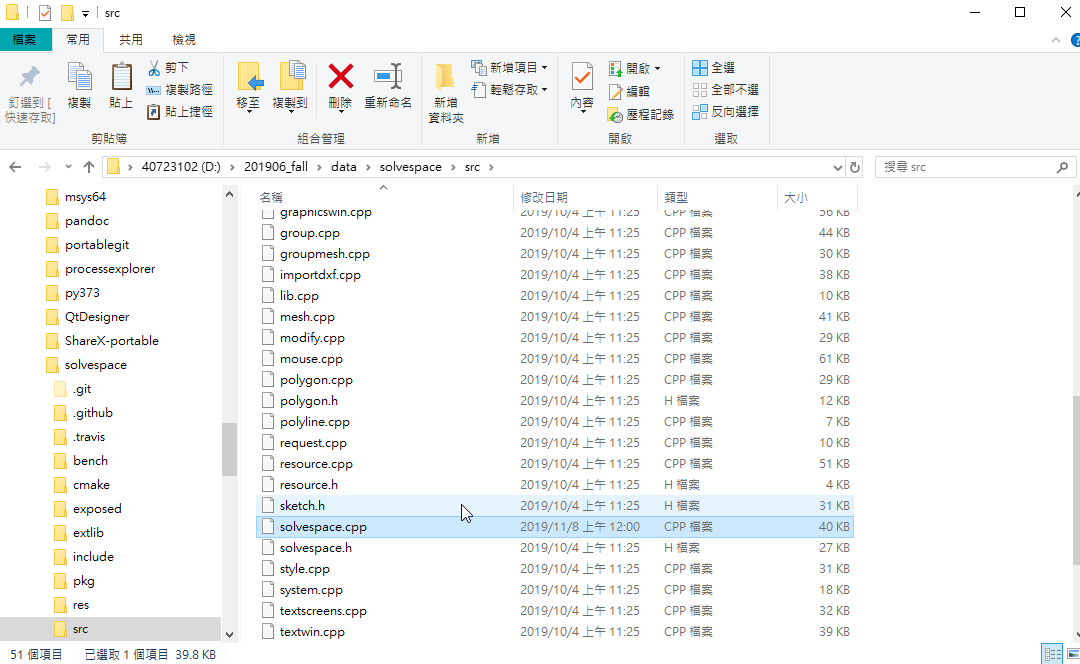 src
檔案 常用 共用 檢視
釘選到 [快速存取]
複製
貼上
剪下
複製路徑
貼上捷徑
剪貼簿
移至
複製到
刪除
重新命名
組合管理
新增資料夾
新增項目
輕鬆存取
新增
內容
開啟
編輯
歷程記錄
開啟
全選
全部不選
反向選取
選取
40723102 (D:) › 201906_fall › data › solvespace › src ›
搜尋 src
msys64
pandoc
portablegit
processexplorer
py373
QtDesigner
ShareX-portable
solvespace
.git
.github
.travis
bench
cmake
exposed
extlib
include
pkg
res
src
名稱 修改日期 類型 大小
graphicswin.cpp 2019/10/4 上午 11:25 CPP 檔案 56 KB
group.cpp 2019/10/4 上午 11:25 CPP 檔案 44 KB
groupmesh.cpp 2019/10/4 上午 11:25 CPP 檔案 30 KB
importdxf.cpp 2019/10/4 上午 11:25 CPP 檔案 38 KB
lib.cpp 2019/10/4 上午 11:25 CPP 檔案 10 KB
mesh.cpp 2019/10/4 上午 11:25 CPP 檔案 41 KB
modify.cpp 2019/10/4 上午 11:25 CPP 檔案 29 KB
mouse.cpp 2019/10/4 上午 11:25 CPP 檔案 61 KB
polygon.cpp 2019/10/4 上午 11:25 CPP 檔案 29 KB
polygon.h 2019/10/4 上午 11:25 H 檔案 12 KB
polyline.cpp 2019/10/4 上午 11:25 CPP 檔案 7 KB
request.cpp 2019/10/4 上午 11:25 CPP 檔案 10 KB
resource.cpp 2019/10/4 上午 11:25 CPP 檔案 51 KB
resource.h 2019/10/4 上午 11:25 H 檔案 4 KB
sketch.h 2019/10/4 上午 11:25 H 檔案 31 KB
solvespace.cpp 2019/11/8 上午 12:00 CPP 檔案 40 KB
solvespace.h 2019/10/4 上午 11:25 H 檔案 27 KB
style.cpp 2019/10/4 上午 11:25 CPP 檔案 31 KB
system.cpp 2019/10/4 上午 11:25 CPP 檔案 18 KB
textscreens.cpp 2019/10/4 上午 11:25 CPP 檔案 32 KB
textwin.cpp 2019/10/4 上午 11:25 CPP 檔案 39 KB
51 個項目 已選取 1 個項目 39.8 KB